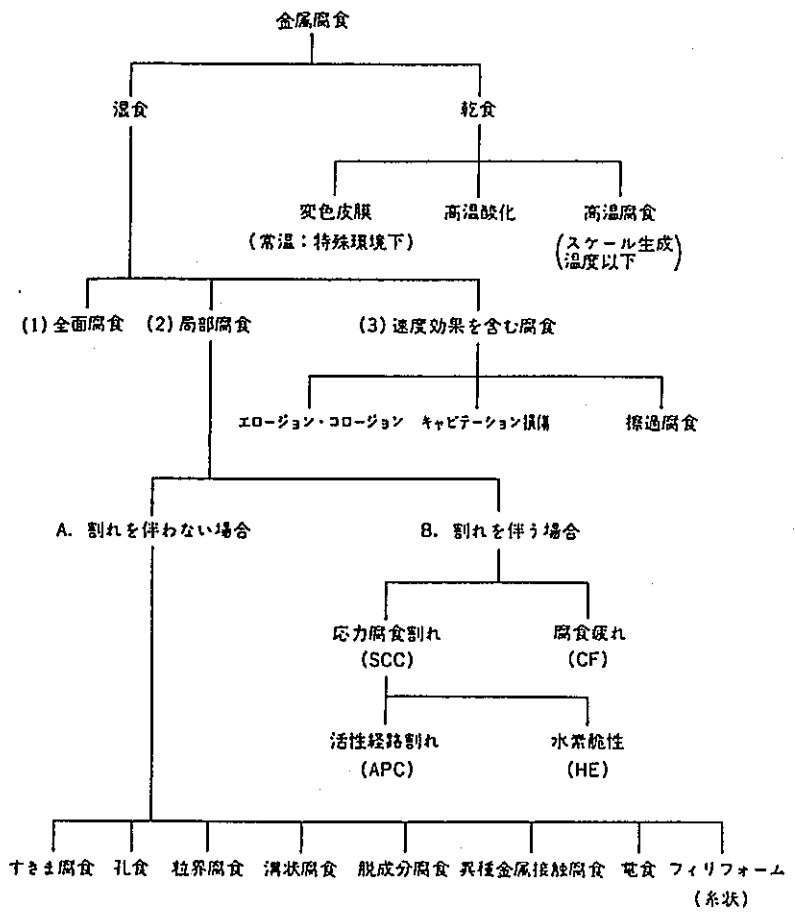 金属腐食
湿食 乾食
変色皮膜 高温酸化 高温腐食
(常温：特殊環境下) (スケール生成
温度以下)
(1)全面腐食 (2)局部腐食 (3)速度効果を含む腐食
エロージョン・コロージョン キャビテーション損傷 擦過腐食
A. 割れを伴わない場合 B. 割れを伴う場合
応力腐食割れ 腐食疲れ
(SCC) (CF)
活性経路割れ 水素脆性
(APC) (HE)
すきま腐食 孔食 粒界腐食 溝状腐食 脱成分腐食 異種金属接触腐食 電食 フィリフォーム
(糸状)